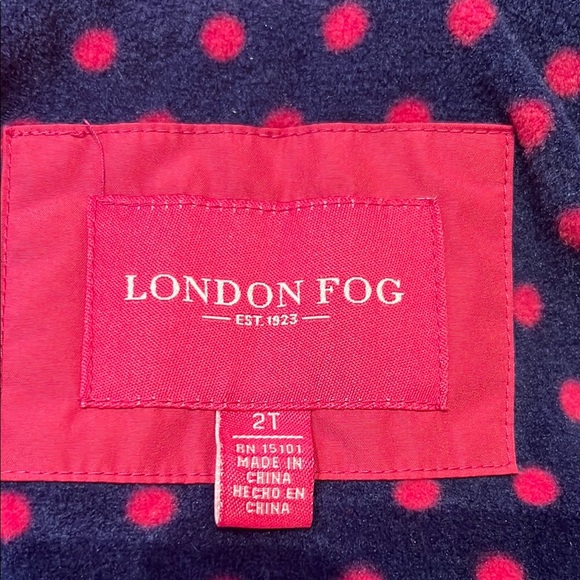 LONDON FOG
EST. 1923
2T
RN 15101
MADE IN
CHINA
HECHO EN
CHINA